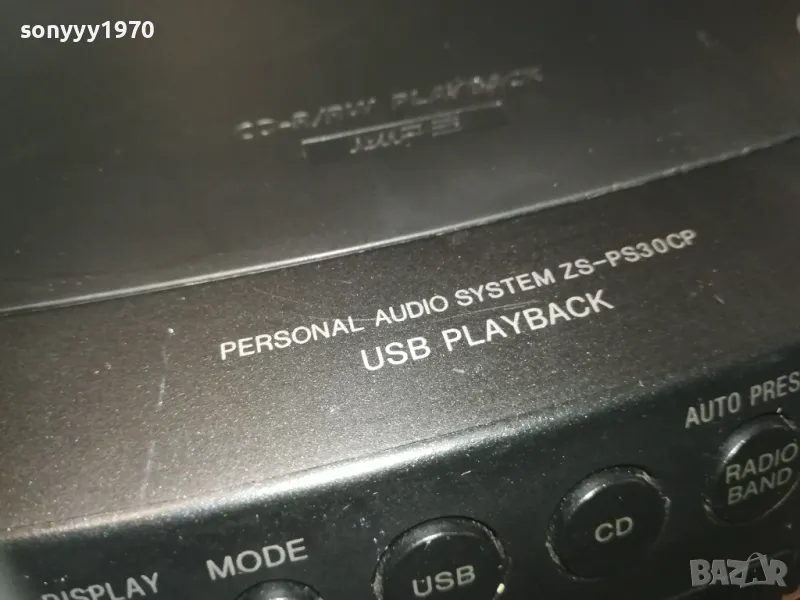 sonyyy1970
CD-R/RW PLAYBACK
PERSONAL AUDIO SYSTEM ZS-PS30CP
USB PLAYBACK
AUTO PRES
RADIO
BAND
CD
MODE
USB
DISPLAY
BAZAR